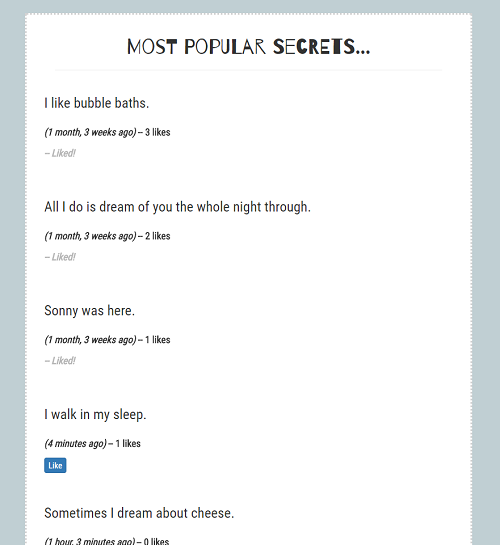 MOST POPULAR SECRETS...
I like bubble baths.
(1 month, 3 weeks ago) – 3 likes
– Liked!
All I do is dream of you the whole night through.
(1 month, 3 weeks ago) – 2 likes
– Liked!
Sonny was here.
(1 month, 3 weeks ago) – 1 likes
– Liked!
I walk in my sleep.
(4 minutes ago) – 1 likes
Like
Sometimes I dream about cheese.
(1 hour, 3 minutes ago) – 0 likes